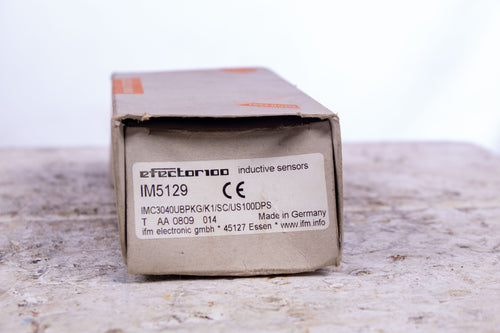 efector100 inductive sensors
IM5129 CE
IMC3040UBPKG/K1/SC/US100DPS
T AA 0809 014 Made in Germany
ifm electronic gmbh * 45127 Essen * www.ifm.info